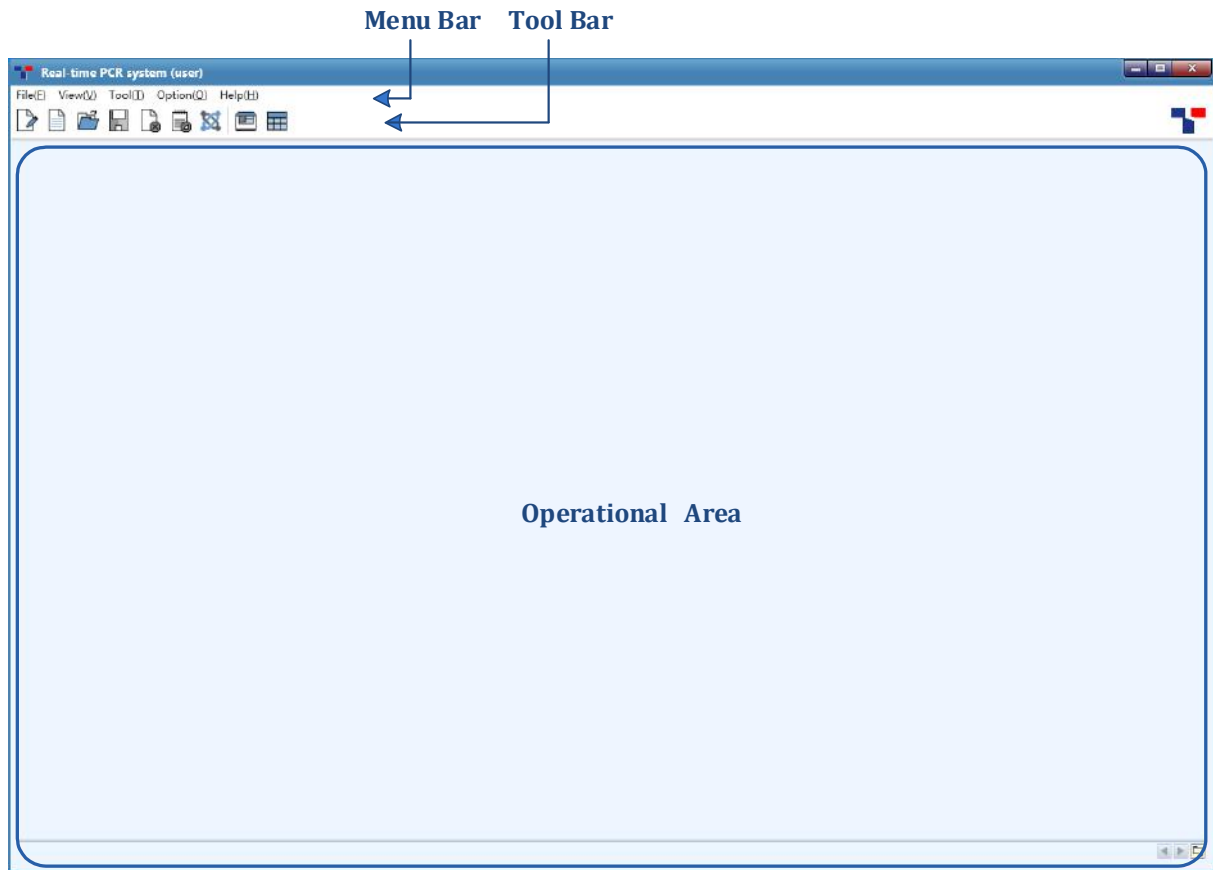 Menu Bar Tool Bar
Real-time PCR system (user)
File(F) View(V) Tool(T) Option(O) Help(H)
Operational Area